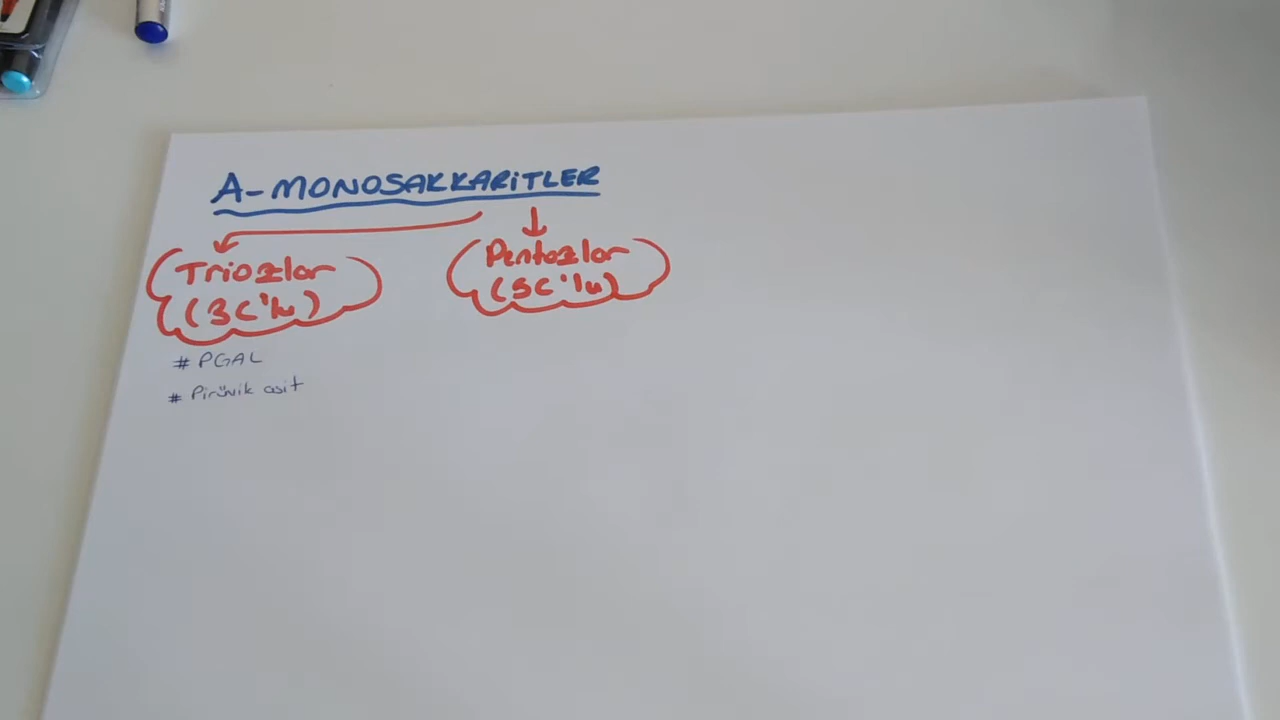 A-MONOSAKKARİTLER
Triozlar
(3C'lu)
# PGAL
# Pirüvik asit
Pentozlar
(5C'lu)